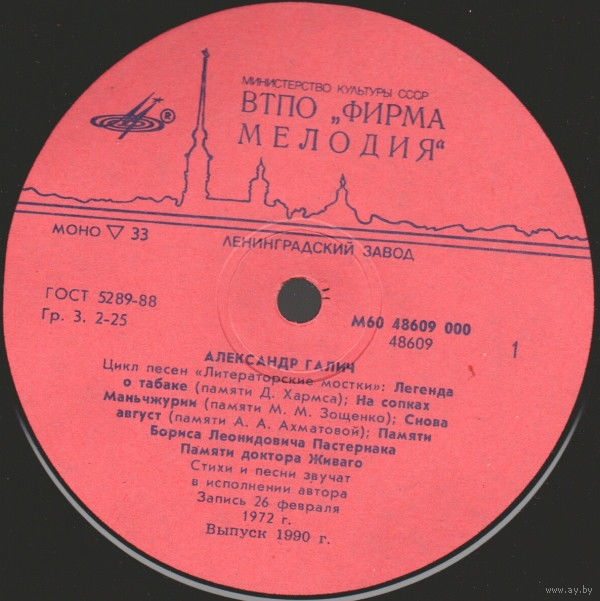 МИНИСТЕРСТВО КУЛЬТУРЫ СССР
ВТПО „ФИРМА
МЕЛОДИЯ“
®
МОНО ▽ 33
ЛЕНИНГРАДСКИЙ ЗАВОД
ГОСТ 5289-88
Гр. 3. 2-25
М60 48609 000
48609
1
АЛЕКСАНДР ГАЛИЧ
Цикл песен «Литераторские мостки»: Легенда
о табаке (памяти Д. Хармса); На сопках
Маньчжурии (памяти М. М. Зощенко); Снова
август (памяти А. А. Ахматовой); Памяти
Бориса Леонидовича Пастернака
Памяти доктора Живаго
Стихи и песни звучат
в исполнении автора
Запись 26 февраля
1972 г.
Выпуск 1990 г.
www.ay.by